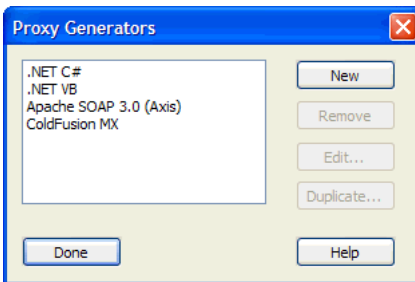 Proxy Generators
.NET C#
.NET VB
Apache SOAP 3.0 (Axis)
ColdFusion MX
New
Remove
Edit...
Duplicate...
Done
Help